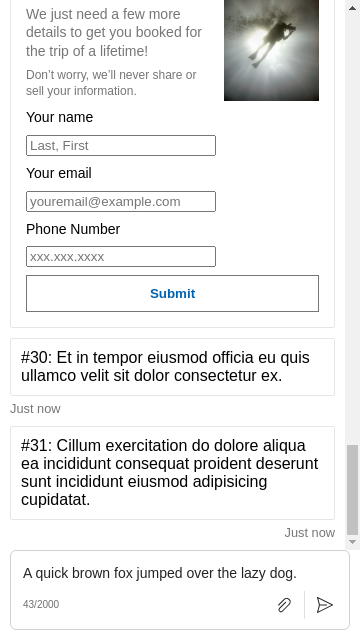 We just need a few more
details to get you booked for
the trip of a lifetime!
Don’t worry, we’ll never share or
sell your information.
Your name
Last, First
Your email
youremail@example.com
Phone Number
xxx.xxx.xxxx
Submit
#30: Et in tempor eiusmod officia eu quis
ullamco velit sit dolor consectetur ex.
Just now
#31: Cillum exercitation do dolore aliqua
ea incididunt consequat proident deserunt
sunt incididunt eiusmod adipisicing
cupidatat.
Just now
A quick brown fox jumped over the lazy dog.
43/2000